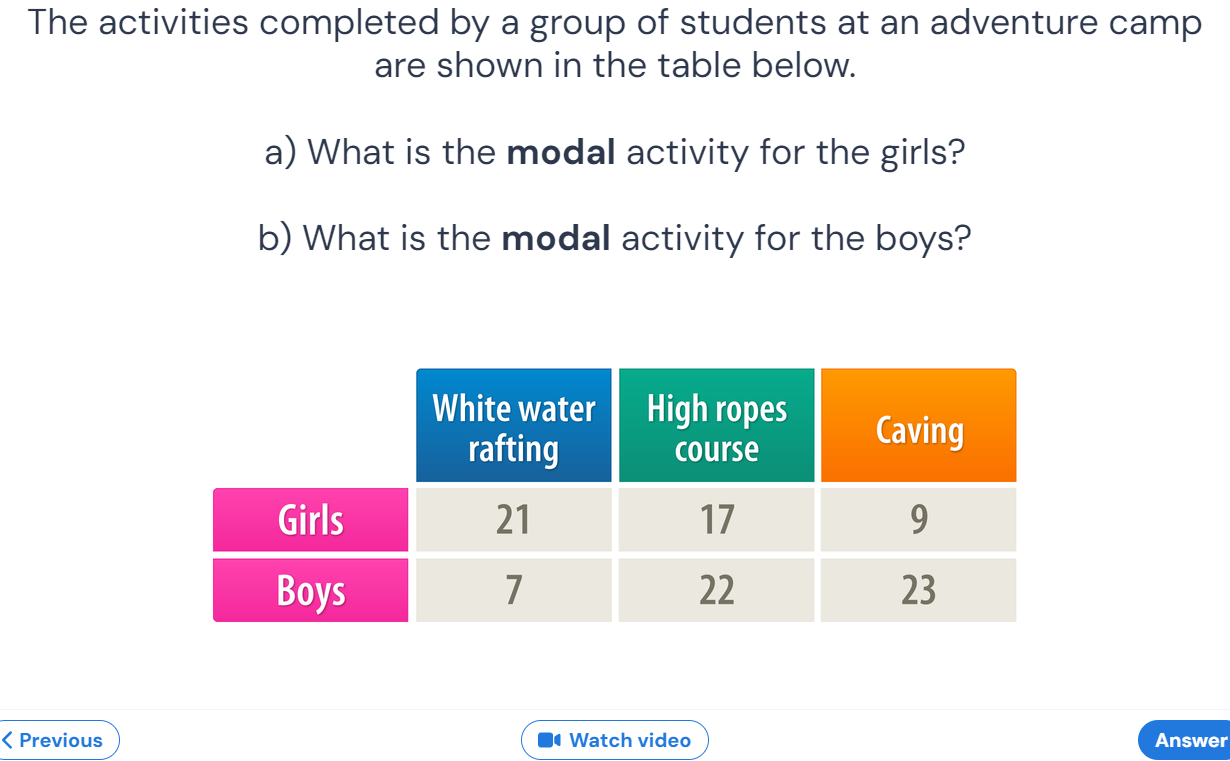 The activities completed by a group of students at an adventure camp
are shown in the table below.
a) What is the modal activity for the girls?
b) What is the modal activity for the boys?
White water
rafting
High ropes
course
Caving
Girls 21 17 9
Boys 7 22 23
Previous
Watch video
Answer